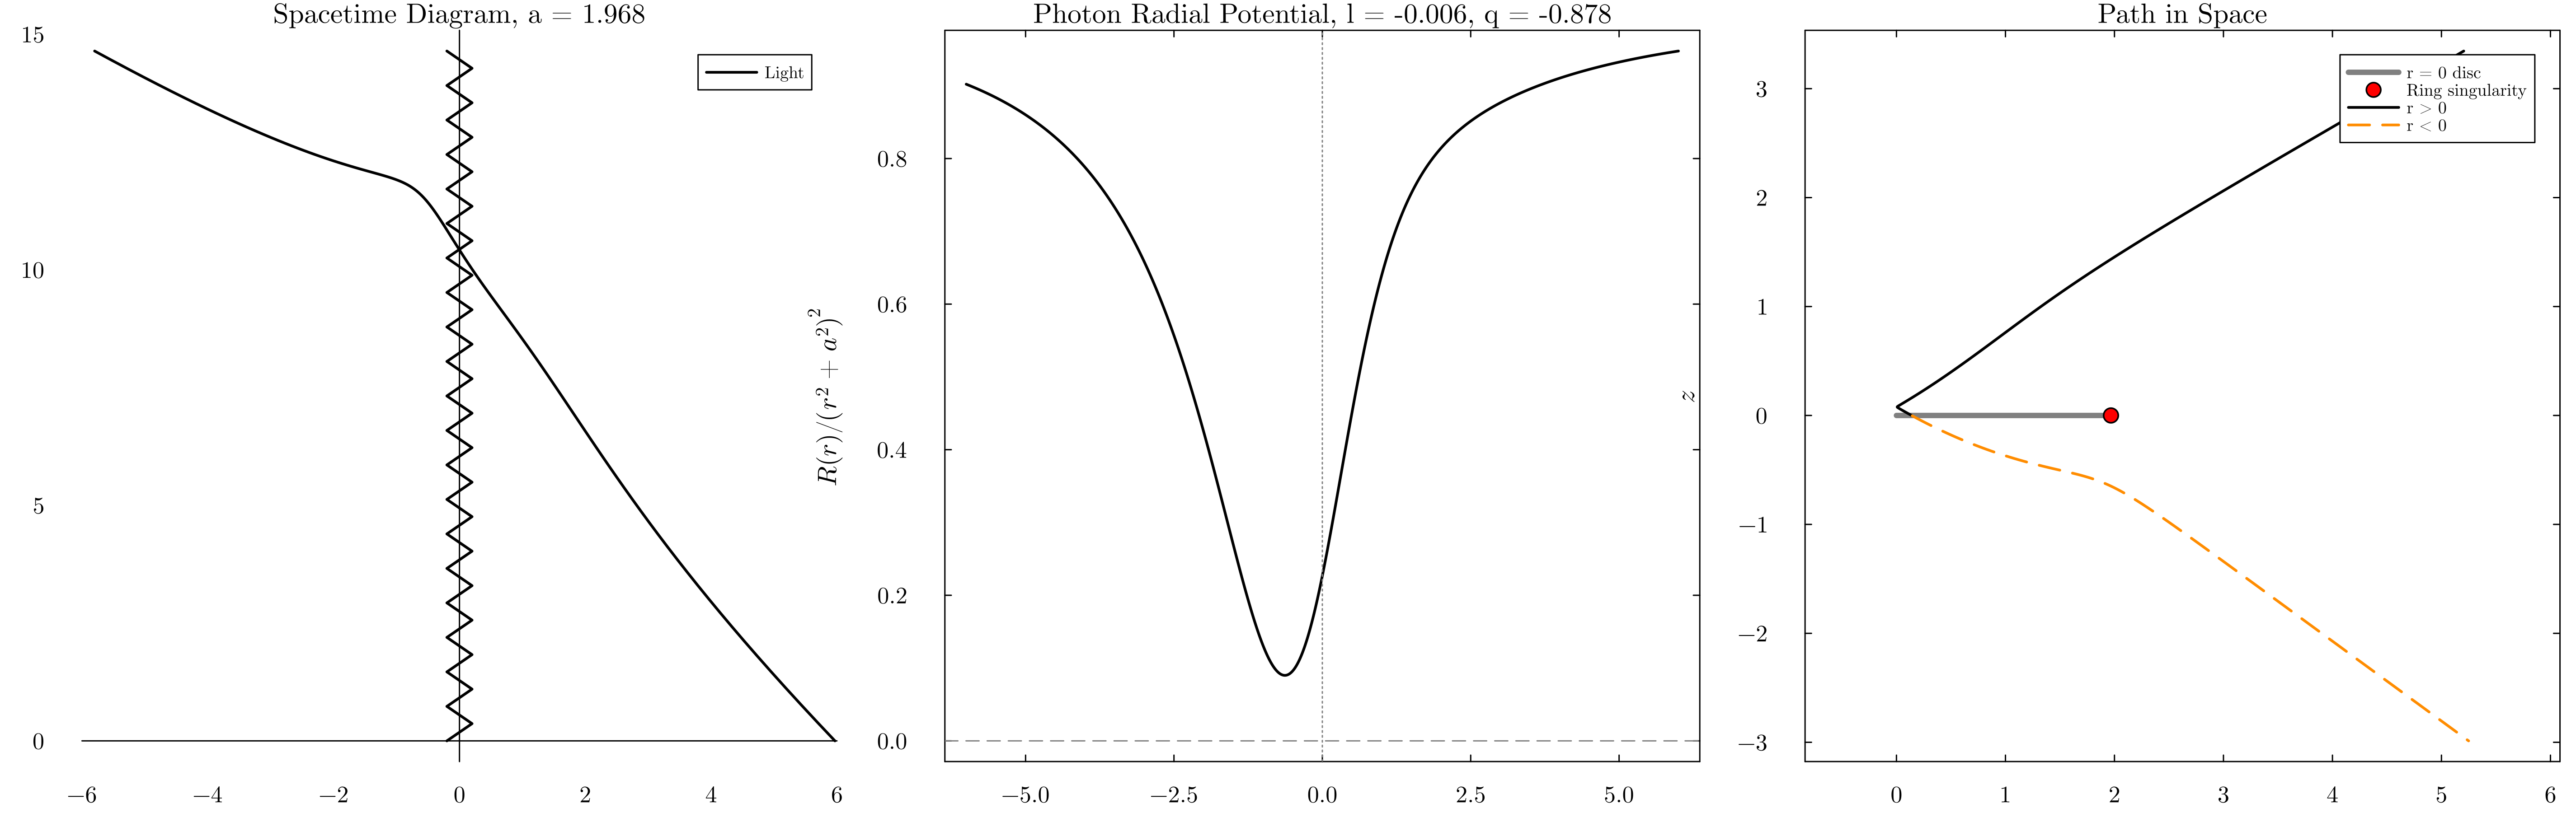 Spacetime Diagram, a = 1.968
15
10
5
0
−6 −4 −2 0 2 4 6
Light
Photon Radial Potential, l = -0.006, q = -0.878
R(r)/(r² + a²)²
0.8
0.6
0.4
0.2
0.0
−5.0 −2.5 0.0 2.5 5.0
Path in Space
z
3
2
1
0
−1
−2
−3
0 1 2 3 4 5 6
r = 0 disc
Ring singularity
r > 0
r < 0